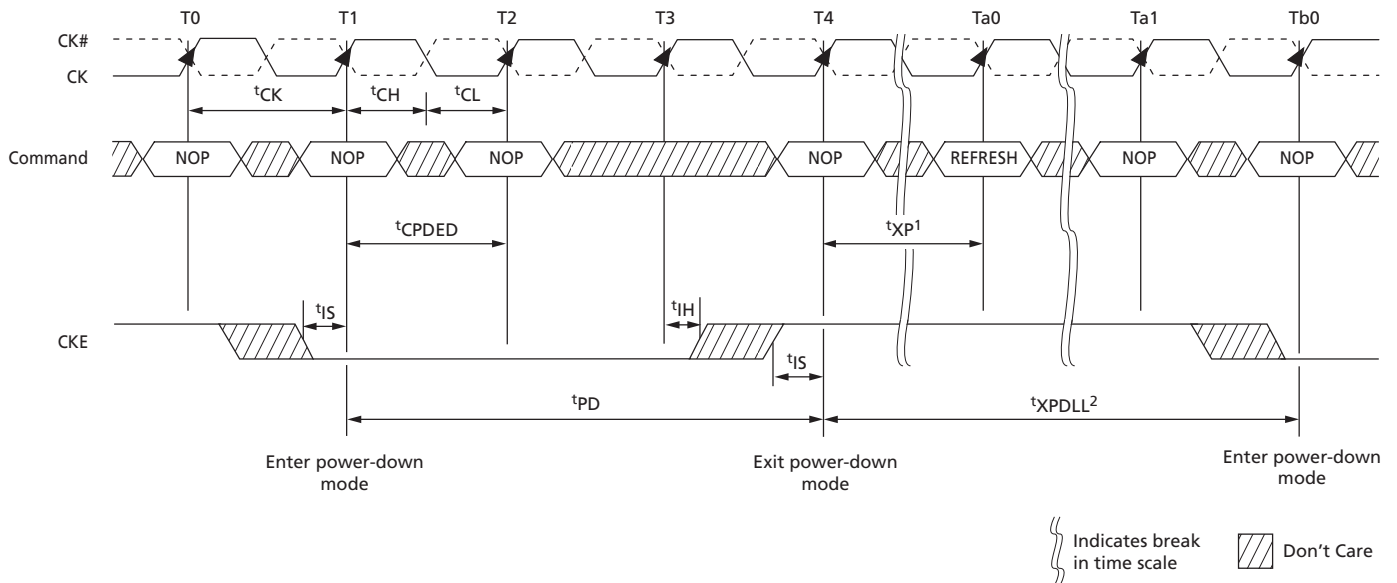 T0 T1 T2 T3 T4 Ta0 Ta1 Tb0
CK#
CK
tCK tCH tCL
Command NOP NOP NOP NOP REFRESH NOP NOP
tCPDED tXP1
tIS tIH
CKE
tIS
tPD tXPDLL2
Enter power-down
mode
Exit power-down
mode
Enter power-down
mode
Indicates break
in time scale
Don't Care